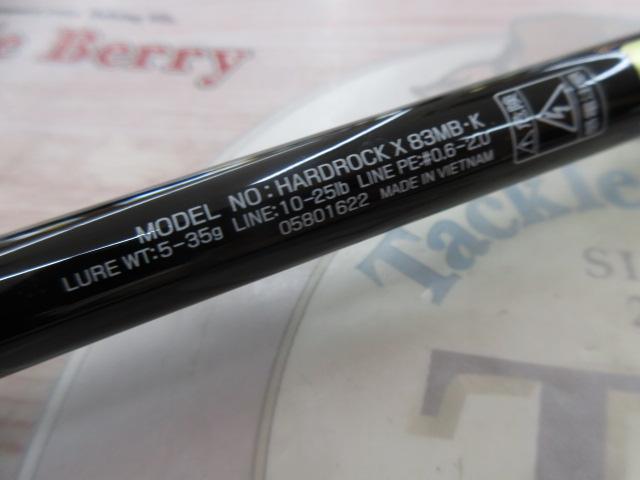 Berry
MODEL NO: HARDROCK X 83MB-K
LURE WT: 5-35g LINE: 10-25lb LINE PE:#0.6-2.0
05801622 MADE IN VIETNAM
Tackle
SI
T